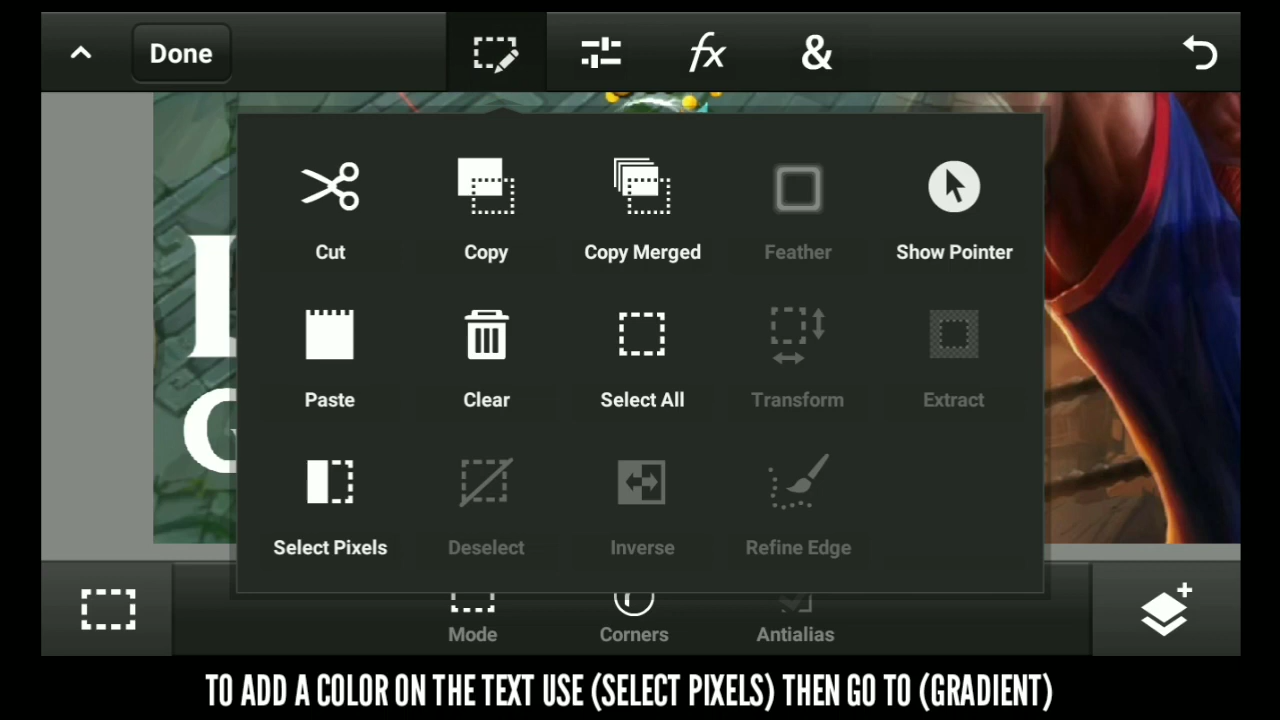 Done
fx
&
Cut Copy Copy Merged Feather Show Pointer
Paste Clear Select All Transform Extract
Select Pixels Deselect Inverse Refine Edge
Mode Corners Antialias
TO ADD A COLOR ON THE TEXT USE (SELECT PIXELS) THEN GO TO (GRADIENT)